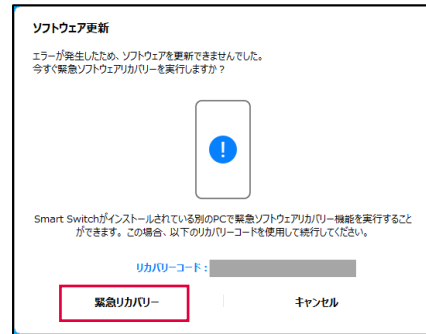 ソフトウェア更新
エラーが発生したため、ソフトウェアを更新できませんでした。
今すぐ緊急ソフトウェアリカバリーを実行しますか？
Smart Switchがインストールされている別のPCで緊急ソフトウェアリカバリー機能を実行すること
ができます。この場合、以下のリカバリーコードを使用して続行してください。
リカバリーコード：
緊急リカバリー
キャンセル